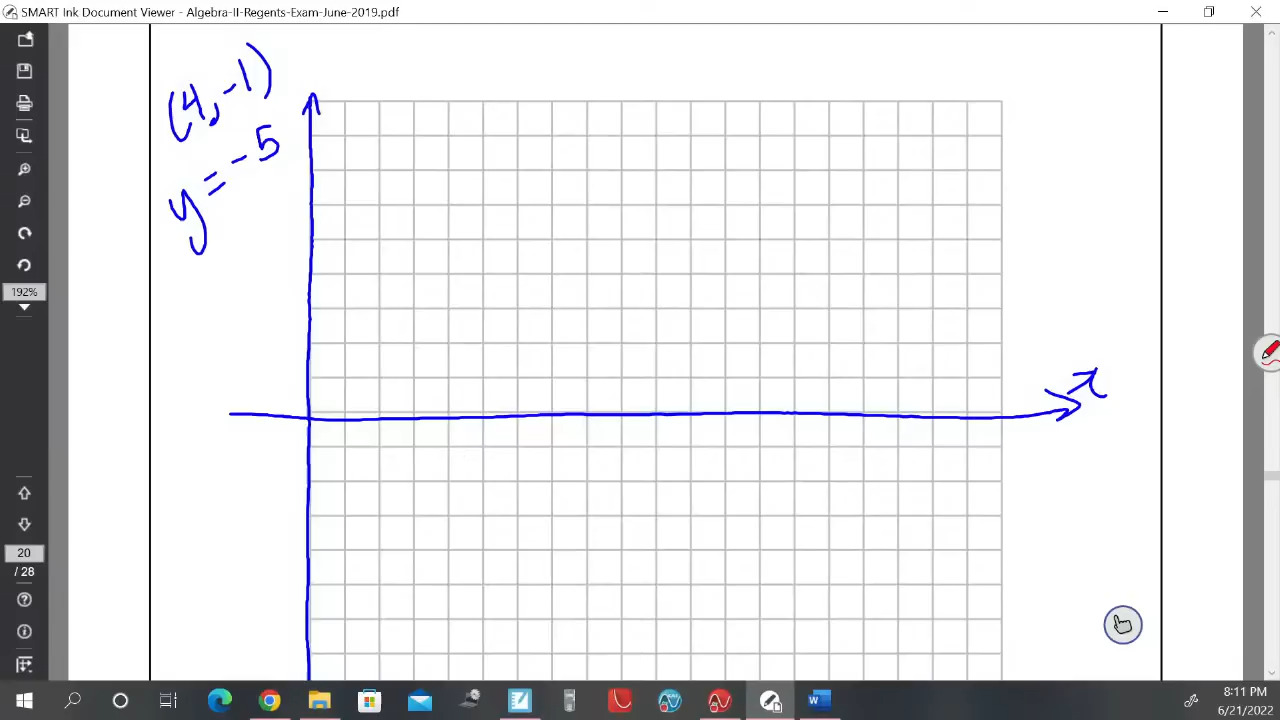 SMART Ink Document Viewer - Algebra-II-Regents-Exam-June-2019.pdf
(4, -1)
y = -5
x
192%
20
/ 28
8:11 PM
6/21/2022